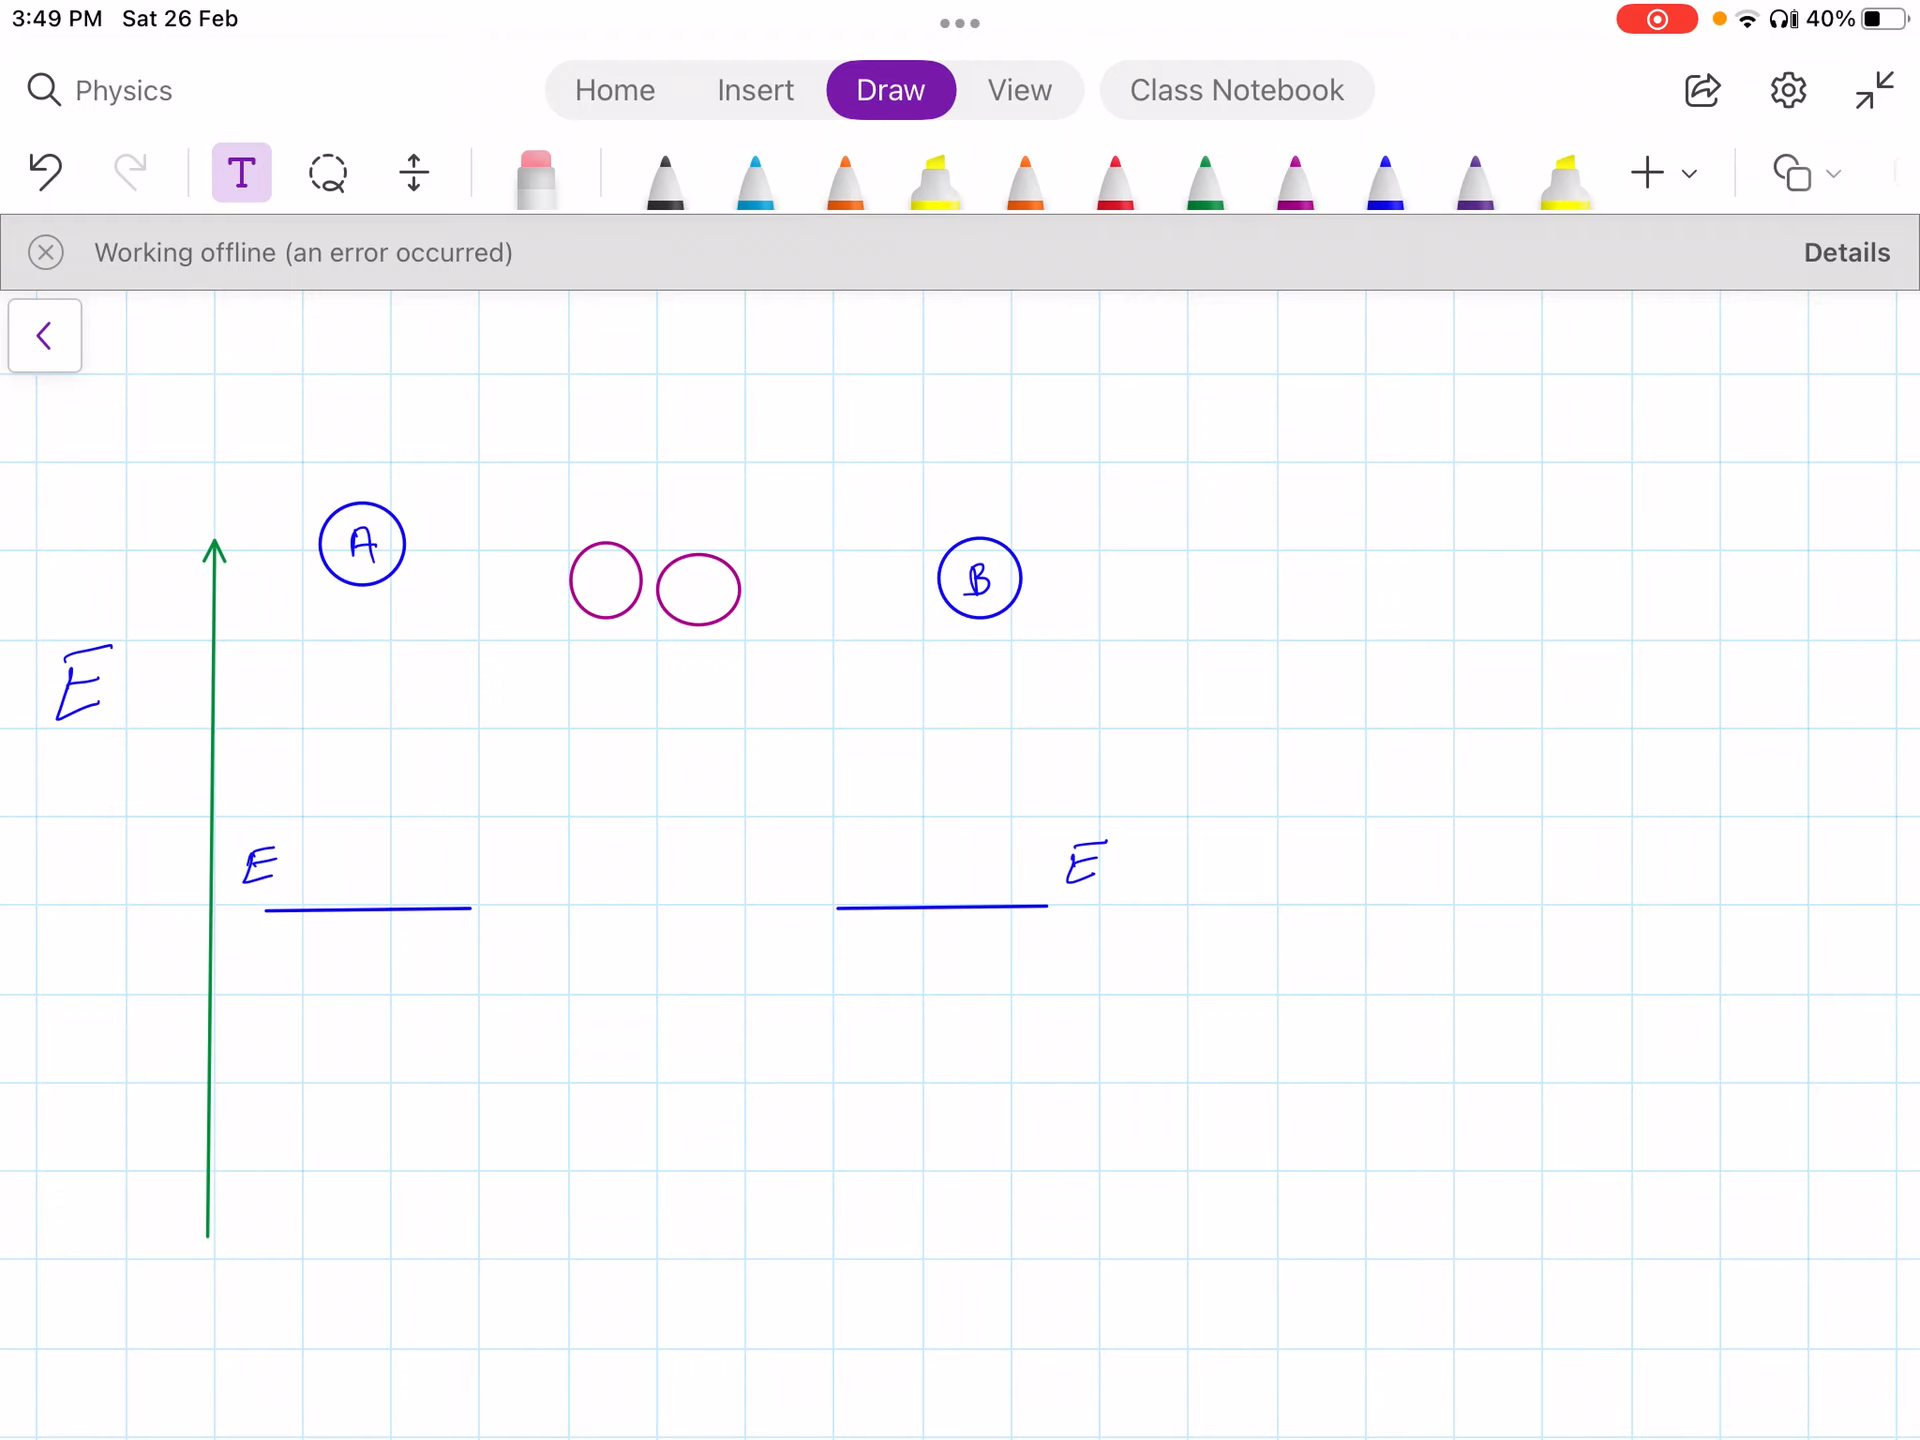 3:49 PM Sat 26 Feb
40%
Physics
Home Insert Draw View Class Notebook
T
Working offline (an error occurred) Details
A
B
E
E
E